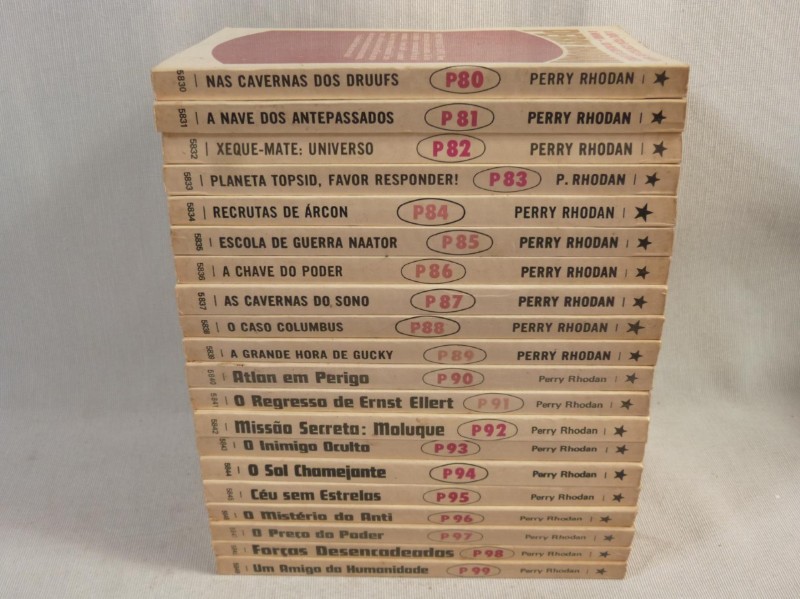 5830 NAS CAVERNAS DOS DRUUFS P80 PERRY RHODAN
5831 A NAVE DOS ANTEPASSADOS P81 PERRY RHODAN
5832 XEQUE-MATE: UNIVERSO P82 PERRY RHODAN
5833 PLANETA TOPSID, FAVOR RESPONDER! P83 P. RHODAN
5834 RECRUTAS DE ÁRCON P84 PERRY RHODAN
5835 ESCOLA DE GUERRA NAATOR P85 PERRY RHODAN
5836 A CHAVE DO PODER P86 PERRY RHODAN
5837 AS CAVERNAS DO SONO P87 PERRY RHODAN
5838 O CASO COLUMBUS P88 PERRY RHODAN
A GRANDE HORA DE GUCKY P89 PERRY RHODAN
5840 Atlan em Perigo P90 Perry Rhodan
5841 O Regresso de Ernst Ellert P91 Perry Rhodan
5842 Missão Secreta: Moluque P92 Perry Rhodan
O Inimigo Oculto P93 Perry Rhodan
5844 O Sol Chamejante P94 Perry Rhodan
Céu sem Estrelas P95 Perry Rhodan
O Mistério do Anti P96 Perry Rhodan
O Preço do Poder P97 Perry Rhodan
Forças Desencadeadas P98 Perry Rhodan
Um Amigo da Humanidade P99 Perry Rhodan